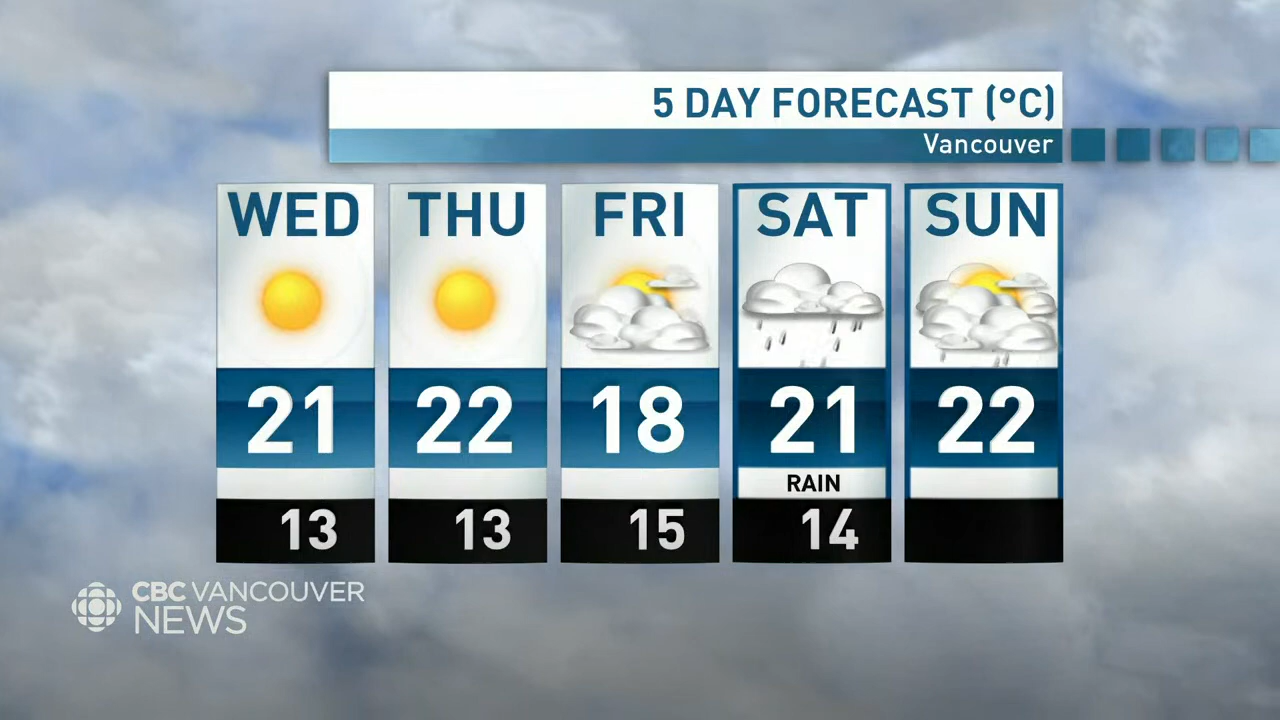 5 DAY FORECAST (°C)
Vancouver
WED THU FRI SAT SUN
21 22 18 21 22
RAIN
13 13 15 14
CBC VANCOUVER
NEWS